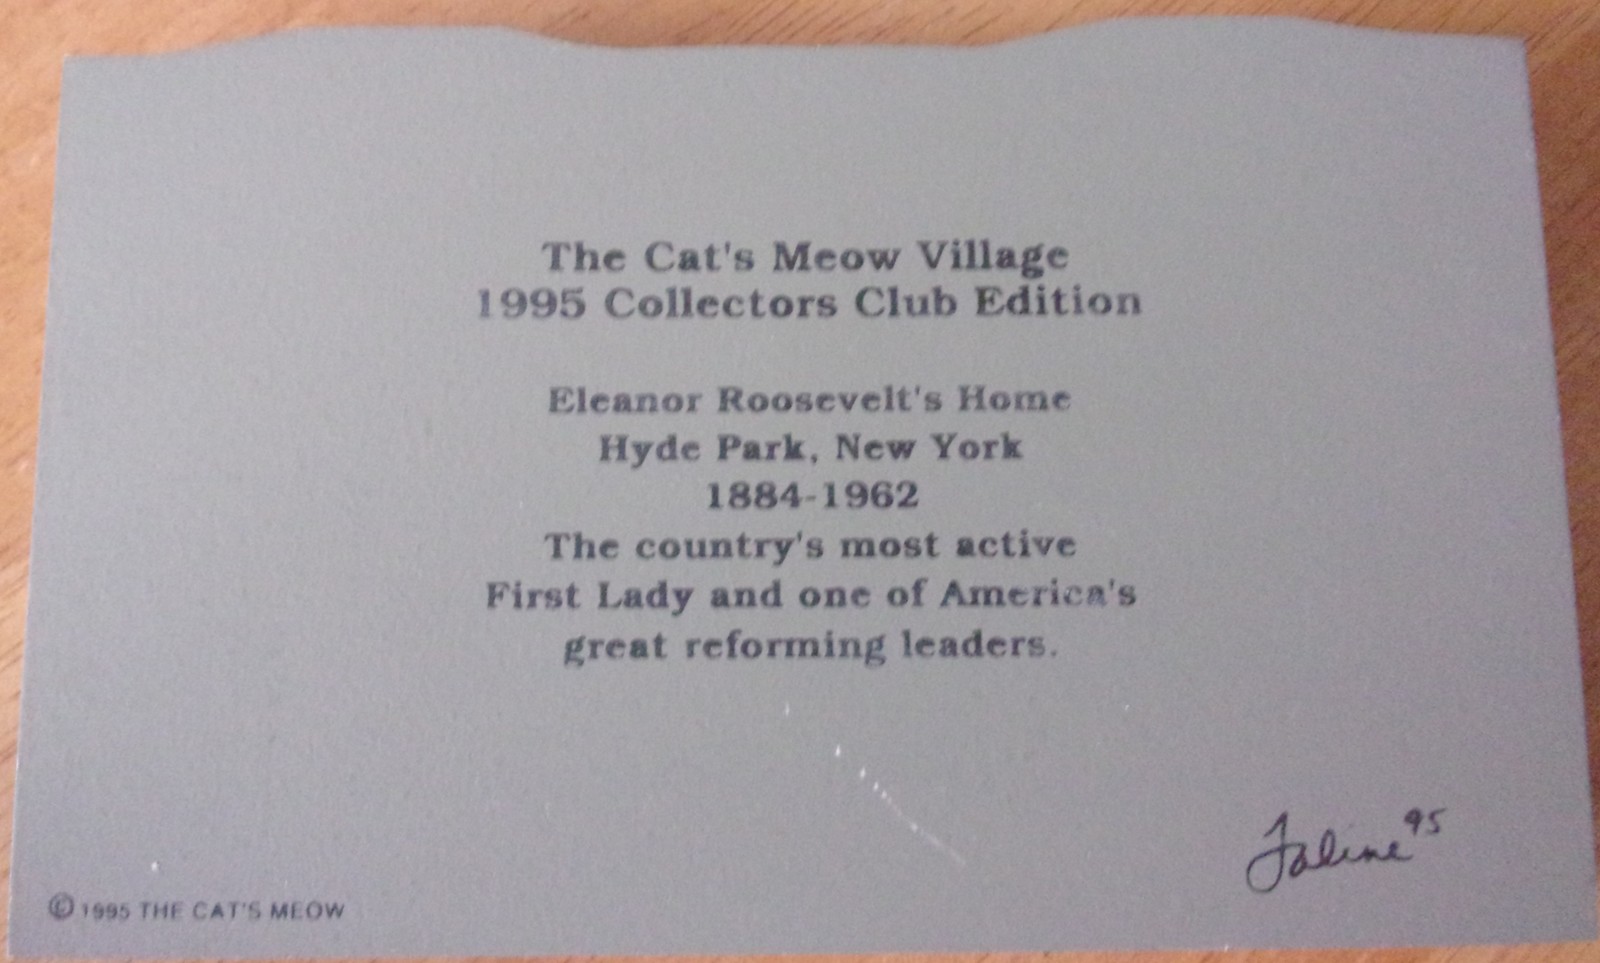 The Cat's Meow Village
1995 Collectors Club Edition
Eleanor Roosevelt's Home
Hyde Park, New York
1884-1962
The country's most active
First Lady and one of America's
great reforming leaders.
Faline 95
© 1995 THE CAT'S MEOW